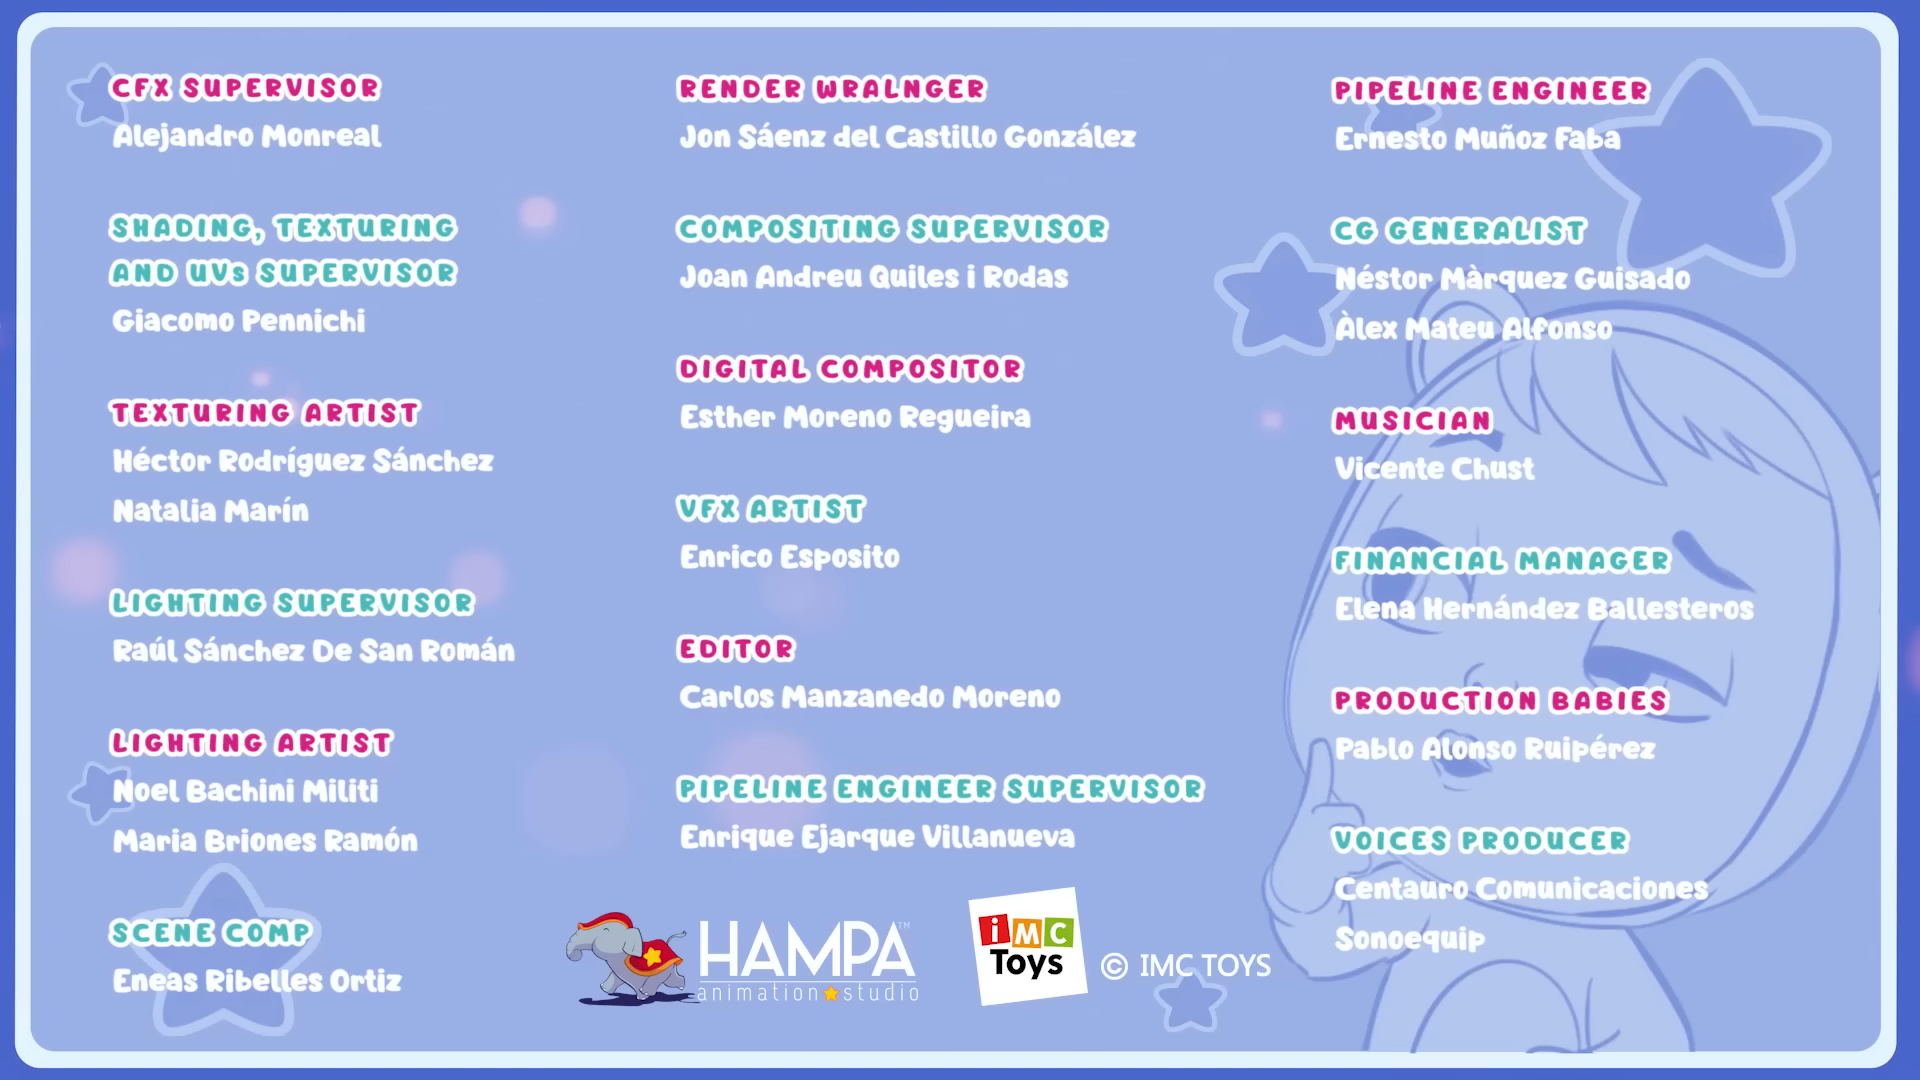 CFX SUPERVISOR
Alejandro Monreal
SHADING, TEXTURING
AND UVs SUPERVISOR
Giacomo Pennichi
TEXTURING ARTIST
Héctor Rodríguez Sánchez
Natalia Marín
LIGHTING SUPERVISOR
Raúl Sánchez De San Román
LIGHTING ARTIST
Noel Bachini Militi
Maria Briones Ramón
SCENE COMP
Eneas Ribelles Ortiz
RENDER WRALNGER
Jon Sáenz del Castillo González
COMPOSITING SUPERVISOR
Joan Andreu Quiles i Rodas
DIGITAL COMPOSITOR
Esther Moreno Regueira
VFX ARTIST
Enrico Esposito
EDITOR
Carlos Manzanedo Moreno
PIPELINE ENGINEER SUPERVISOR
Enrique Ejarque Villanueva
HAMPA™
animation studio
iMC
Toys
© IMC TOYS
PIPELINE ENGINEER
Ernesto Muñoz Faba
CG GENERALIST
Néstor Màrquez Guisado
Àlex Mateu Alfonso
MUSICIAN
Vicente Chust
FINANCIAL MANAGER
Elena Hernández Ballesteros
PRODUCTION BABIES
Pablo Alonso Ruipérez
VOICES PRODUCER
Centauro Comunicaciones
Sonoequip